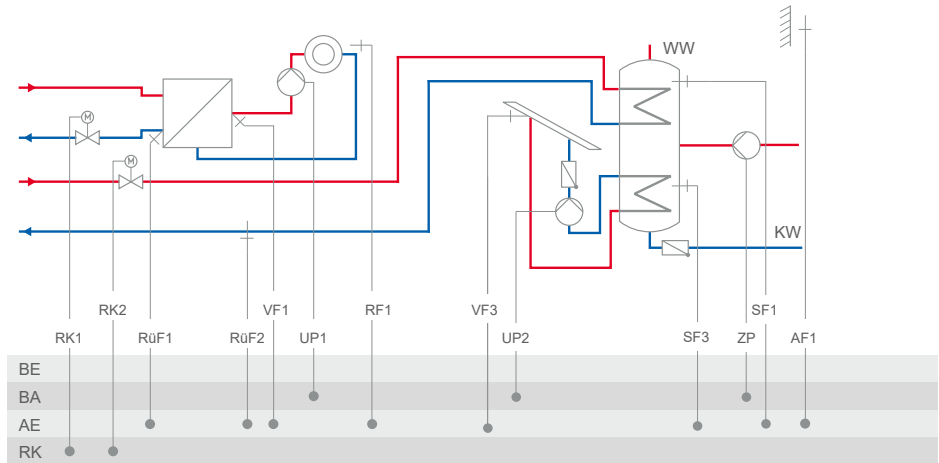 WW
M
M
KW
RK2 VF1 RF1 VF3 SF1
RK1 RüF1 RüF2 UP1 UP2 SF3 ZP AF1
BE
BA
AE
RK